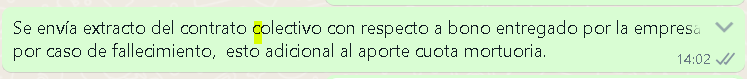 Se envía extracto del contrato colectivo con respecto a bono entregado por la empresa
por caso de fallecimiento, esto adicional al aporte cuota mortuoria.
14:02